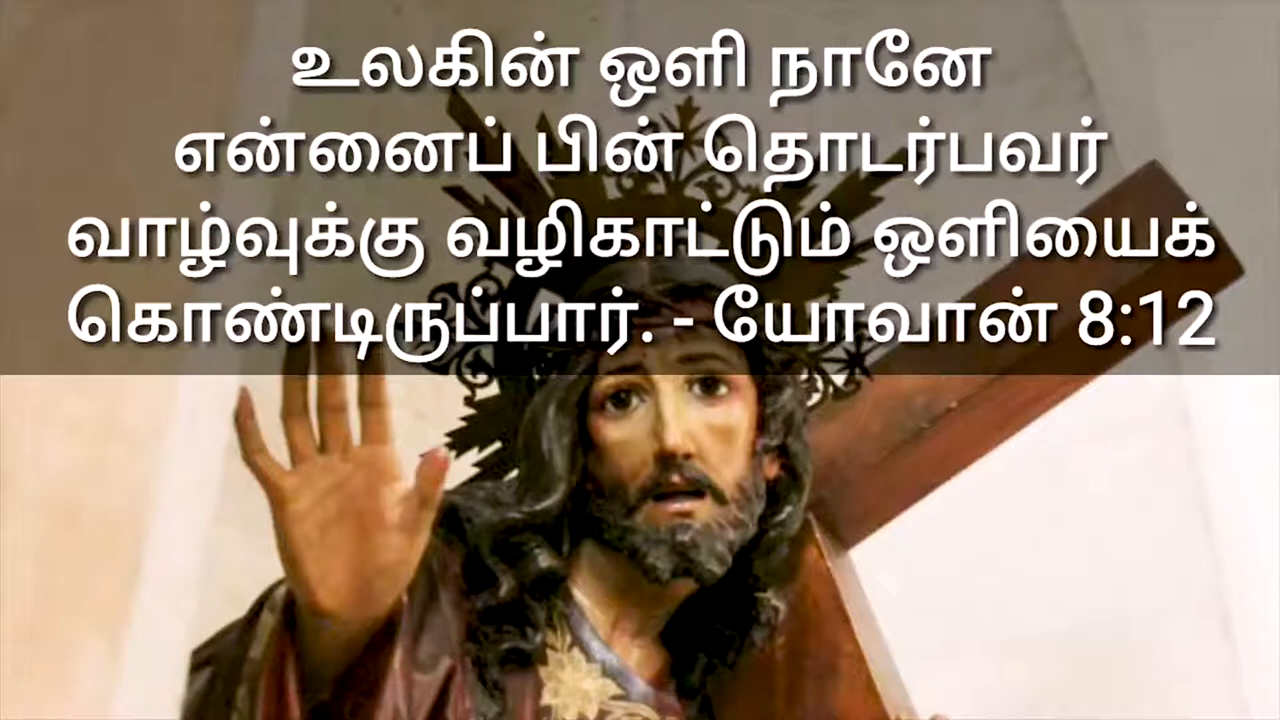 உலகின் ஒளி நானே
என்னைப் பின் தொடர்பவர்
வாழ்வுக்கு வழிகாட்டும் ஒளியைக்
கொண்டிருப்பார். - யோவான் 8:12